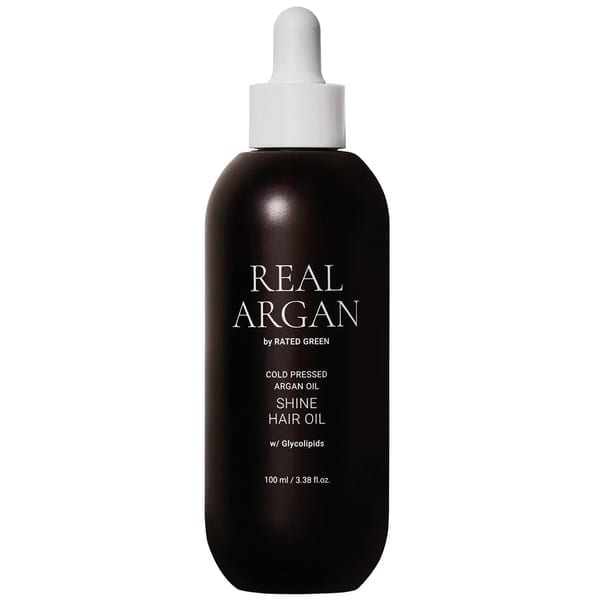 REAL
ARGAN
by RATED GREEN
COLD PRESSED
ARGAN OIL
SHINE
HAIR OIL
w/ Glycolipids
100 ml / 3.38 fl.oz.